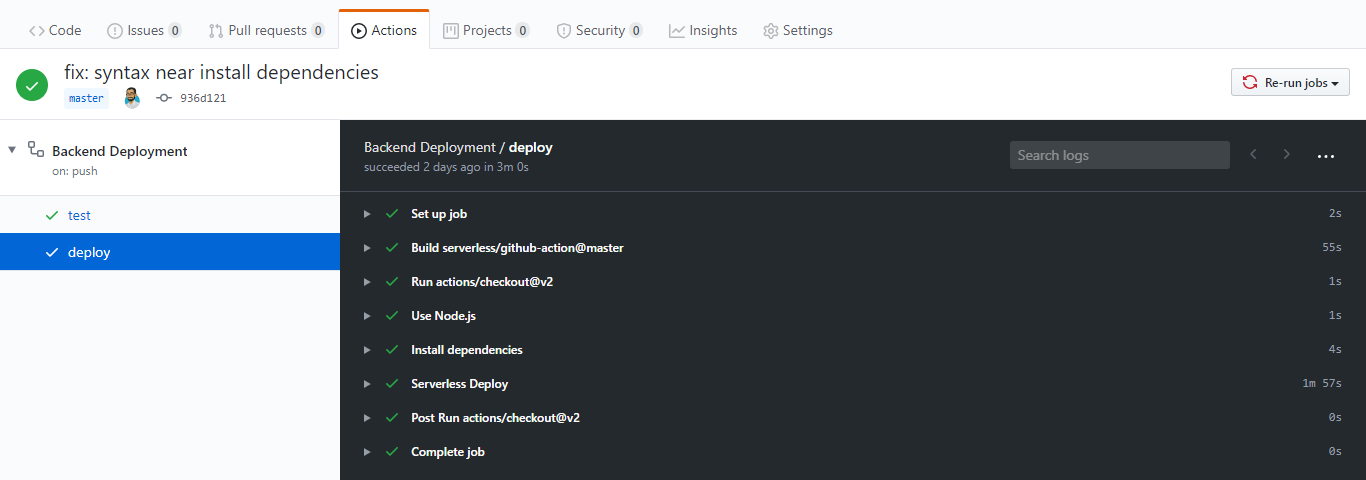 Code Issues 0 Pull requests 0 Actions Projects 0 Security 0 Insights Settings
fix: syntax near install dependencies
master 936d121
Re-run jobs
Backend Deployment
on: push
test
deploy
Backend Deployment / deploy
succeeded 2 days ago in 3m 0s
Search logs
Set up job 2s
Build serverless/github-action@master 55s
Run actions/checkout@v2 1s
Use Node.js 1s
Install dependencies 4s
Serverless Deploy 1m 57s
Post Run actions/checkout@v2 0s
Complete job 0s